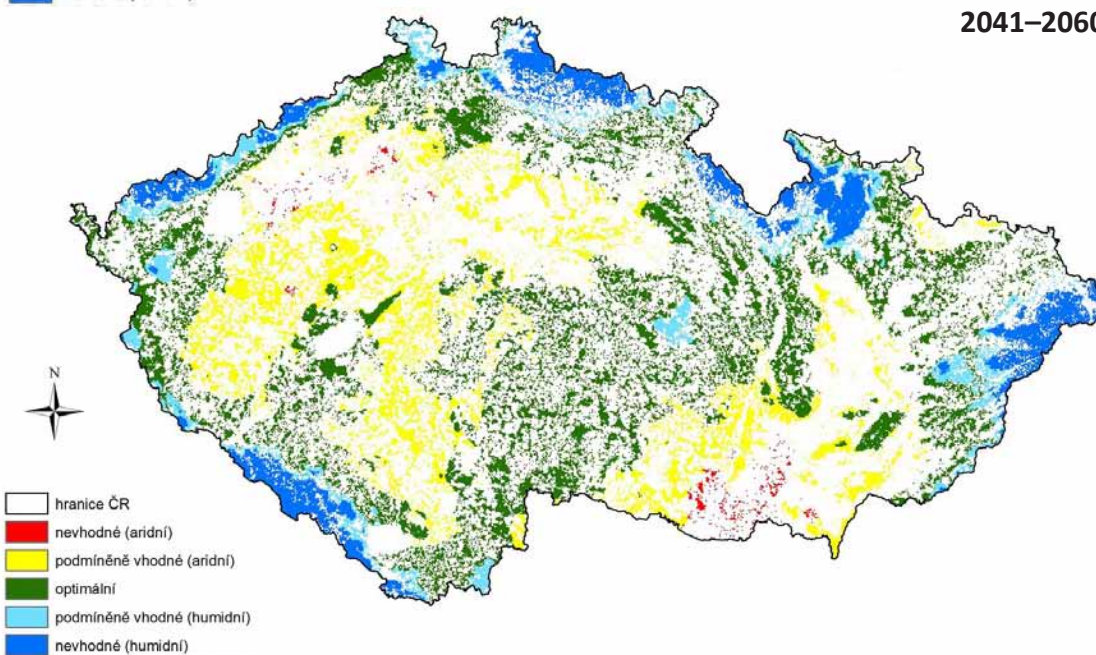 2041–2060
N
hranice ČR
nevhodné (aridní)
podmíněně vhodné (aridní)
optimální
podmíněně vhodné (humidní)
nevhodné (humidní)